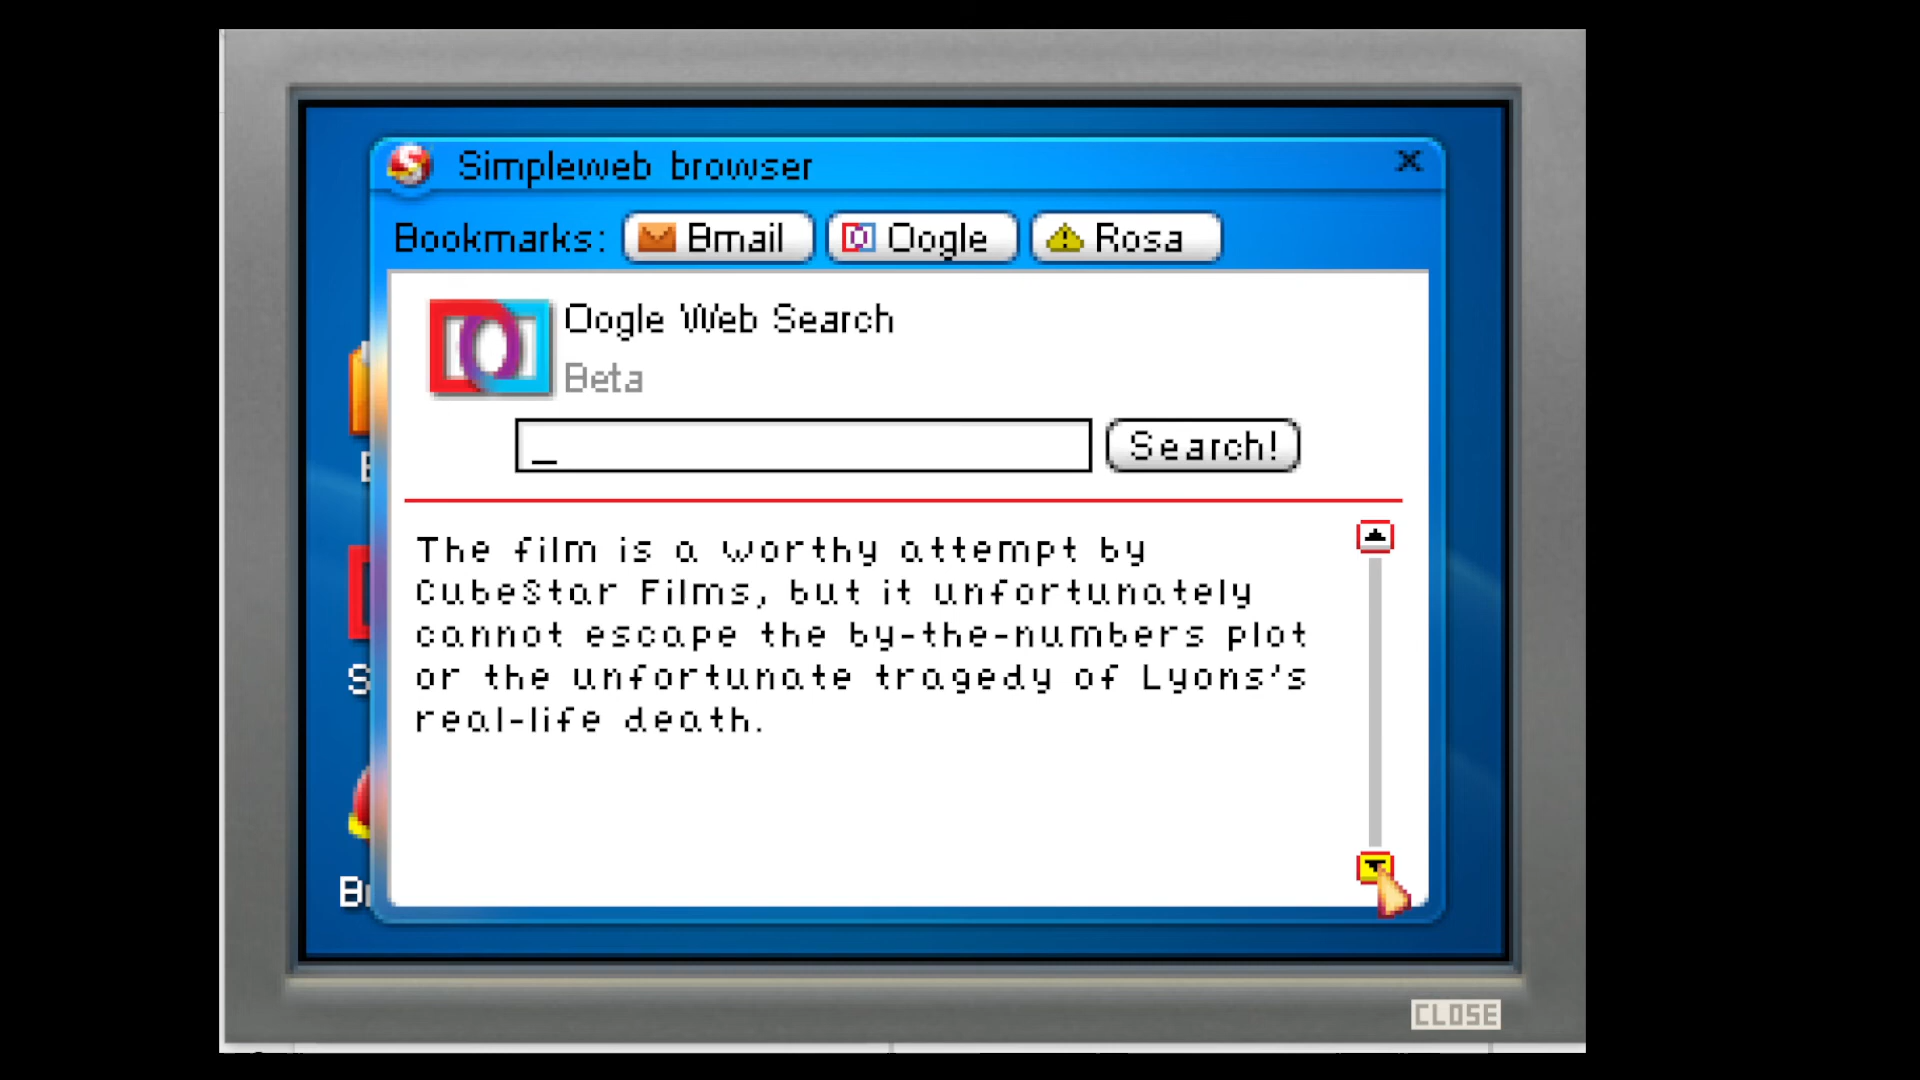 Simpleweb browser
Bookmarks: Bmail Oogle Rosa
Oogle Web Search
Beta
_ Search!
The film is a worthy attempt by
CubeStar Films, but it unfortunately
cannot escape the by-the-numbers plot
or the unfortunate tragedy of Lyons's
real-life death.
CLOSE